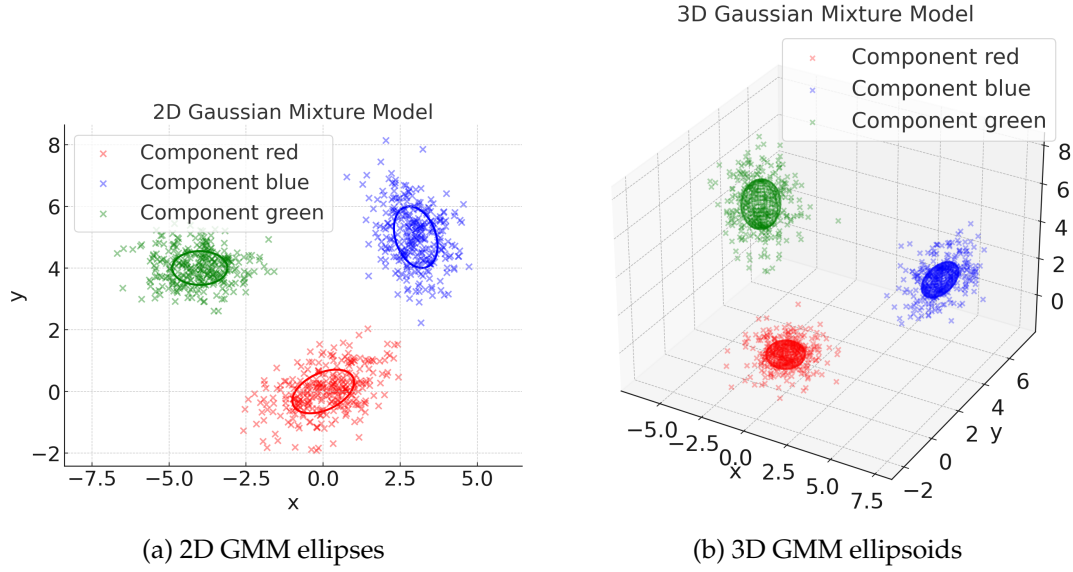 2D Gaussian Mixture Model
Component red
Component blue
Component green
8
6
4
2
0
−2
y
−7.5 −5.0 −2.5 0.0 2.5 5.0
x
(a) 2D GMM ellipses
3D Gaussian Mixture Model
Component red
Component blue
Component green
8
6
4
2
0
−5.0 −2.5 0.0 2.5 5.0 7.5
x
−2 0 2 4 6
y
(b) 3D GMM ellipsoids